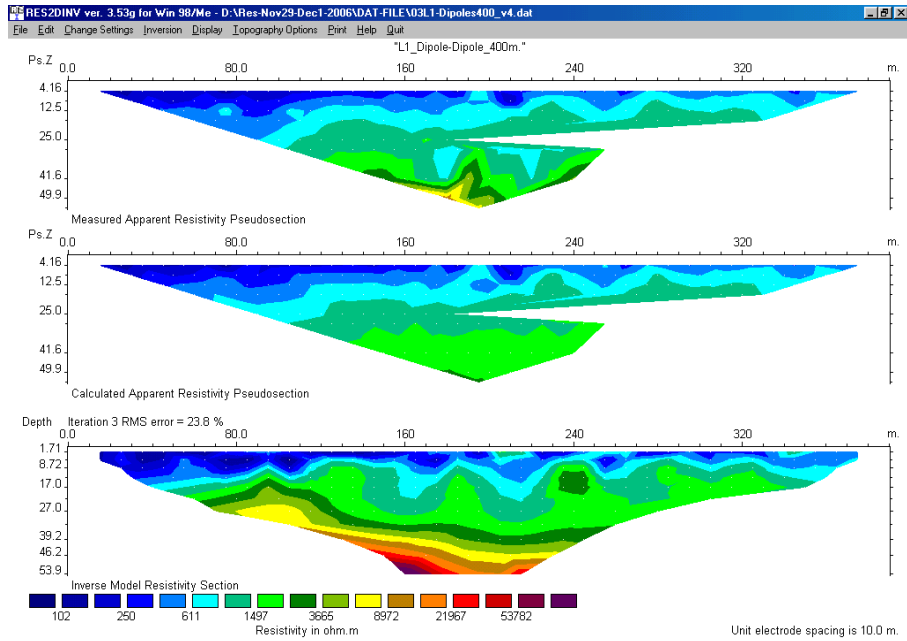 RES2DINV ver. 3.53g for Win 98/Me - D:\Res-Nov29-Dec1-2006\DAT-FILE\03L1-Dipoles400_v4.dat
File Edit Change Settings Inversion Display Topography Options Print Help Quit
"L1_Dipole-Dipole_400m."
Ps.Z 0.0 80.0 160 240 320 m.
4.16
12.5
25.0
41.6
49.9
Measured Apparent Resistivity Pseudosection
Ps.Z 0.0 80.0 160 240 320 m.
4.16
12.5
25.0
41.6
49.9
Calculated Apparent Resistivity Pseudosection
Depth Iteration 3 RMS error = 23.8 %
0.0 80.0 160 240 320 m.
1.71
8.72
17.0
27.0
39.2
46.2
53.9
Inverse Model Resistivity Section
102 250 611 1497 3665 8972 21967 53782
Resistivity in ohm.m Unit electrode spacing is 10.0 m.